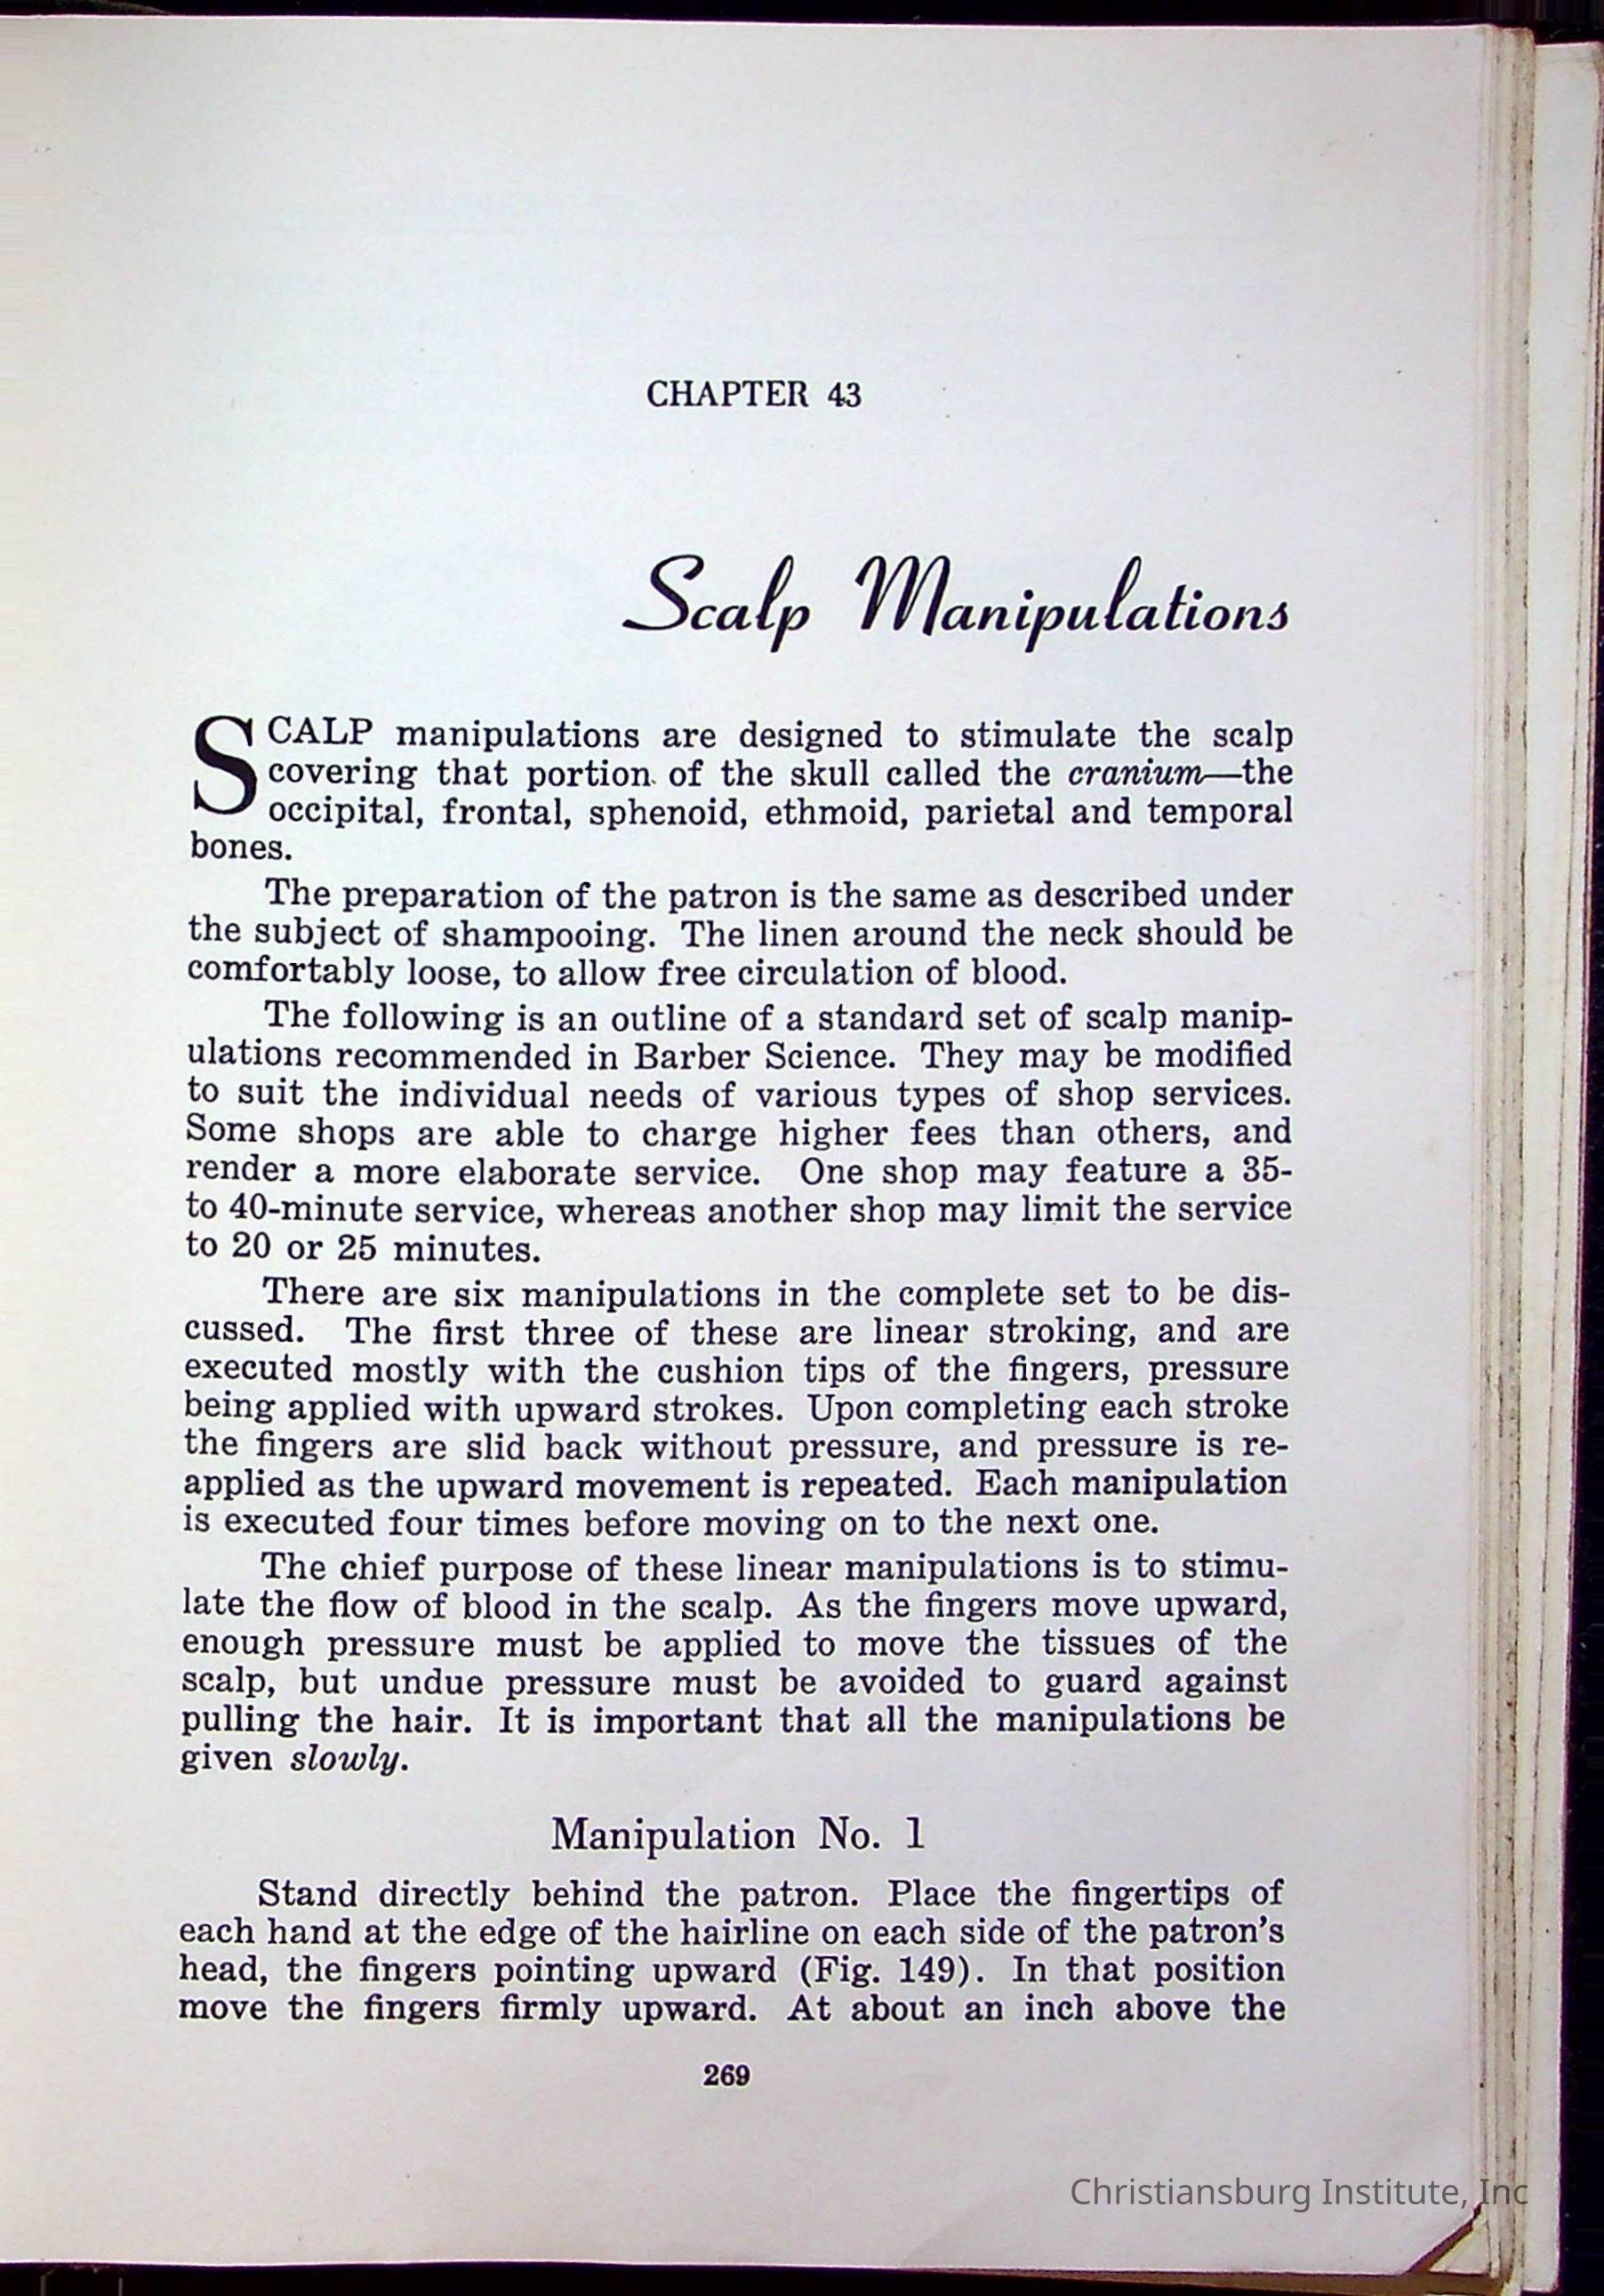 CHAPTER 43
Scalp Manipulations
SCALP manipulations are designed to stimulate the scalp
covering that portion of the skull called the cranium—the
occipital, frontal, sphenoid, ethmoid, parietal and temporal
bones.
The preparation of the patron is the same as described under
the subject of shampooing. The linen around the neck should be
comfortably loose, to allow free circulation of blood.
The following is an outline of a standard set of scalp manip-
ulations recommended in Barber Science. They may be modified
to suit the individual needs of various types of shop services.
Some shops are able to charge higher fees than others, and
render a more elaborate service. One shop may feature a 35-
to 40-minute service, whereas another shop may limit the service
to 20 or 25 minutes.
There are six manipulations in the complete set to be dis-
cussed. The first three of these are linear stroking, and are
executed mostly with the cushion tips of the fingers, pressure
being applied with upward strokes. Upon completing each stroke
the fingers are slid back without pressure, and pressure is re-
applied as the upward movement is repeated. Each manipulation
is executed four times before moving on to the next one.
The chief purpose of these linear manipulations is to stimu-
late the flow of blood in the scalp. As the fingers move upward,
enough pressure must be applied to move the tissues of the
scalp, but undue pressure must be avoided to guard against
pulling the hair. It is important that all the manipulations be
given slowly.
Manipulation No. 1
Stand directly behind the patron. Place the fingertips of
each hand at the edge of the hairline on each side of the patron's
head, the fingers pointing upward (Fig. 149). In that position
move the fingers firmly upward. At about an inch above the
269
Christiansburg Institute, Inc